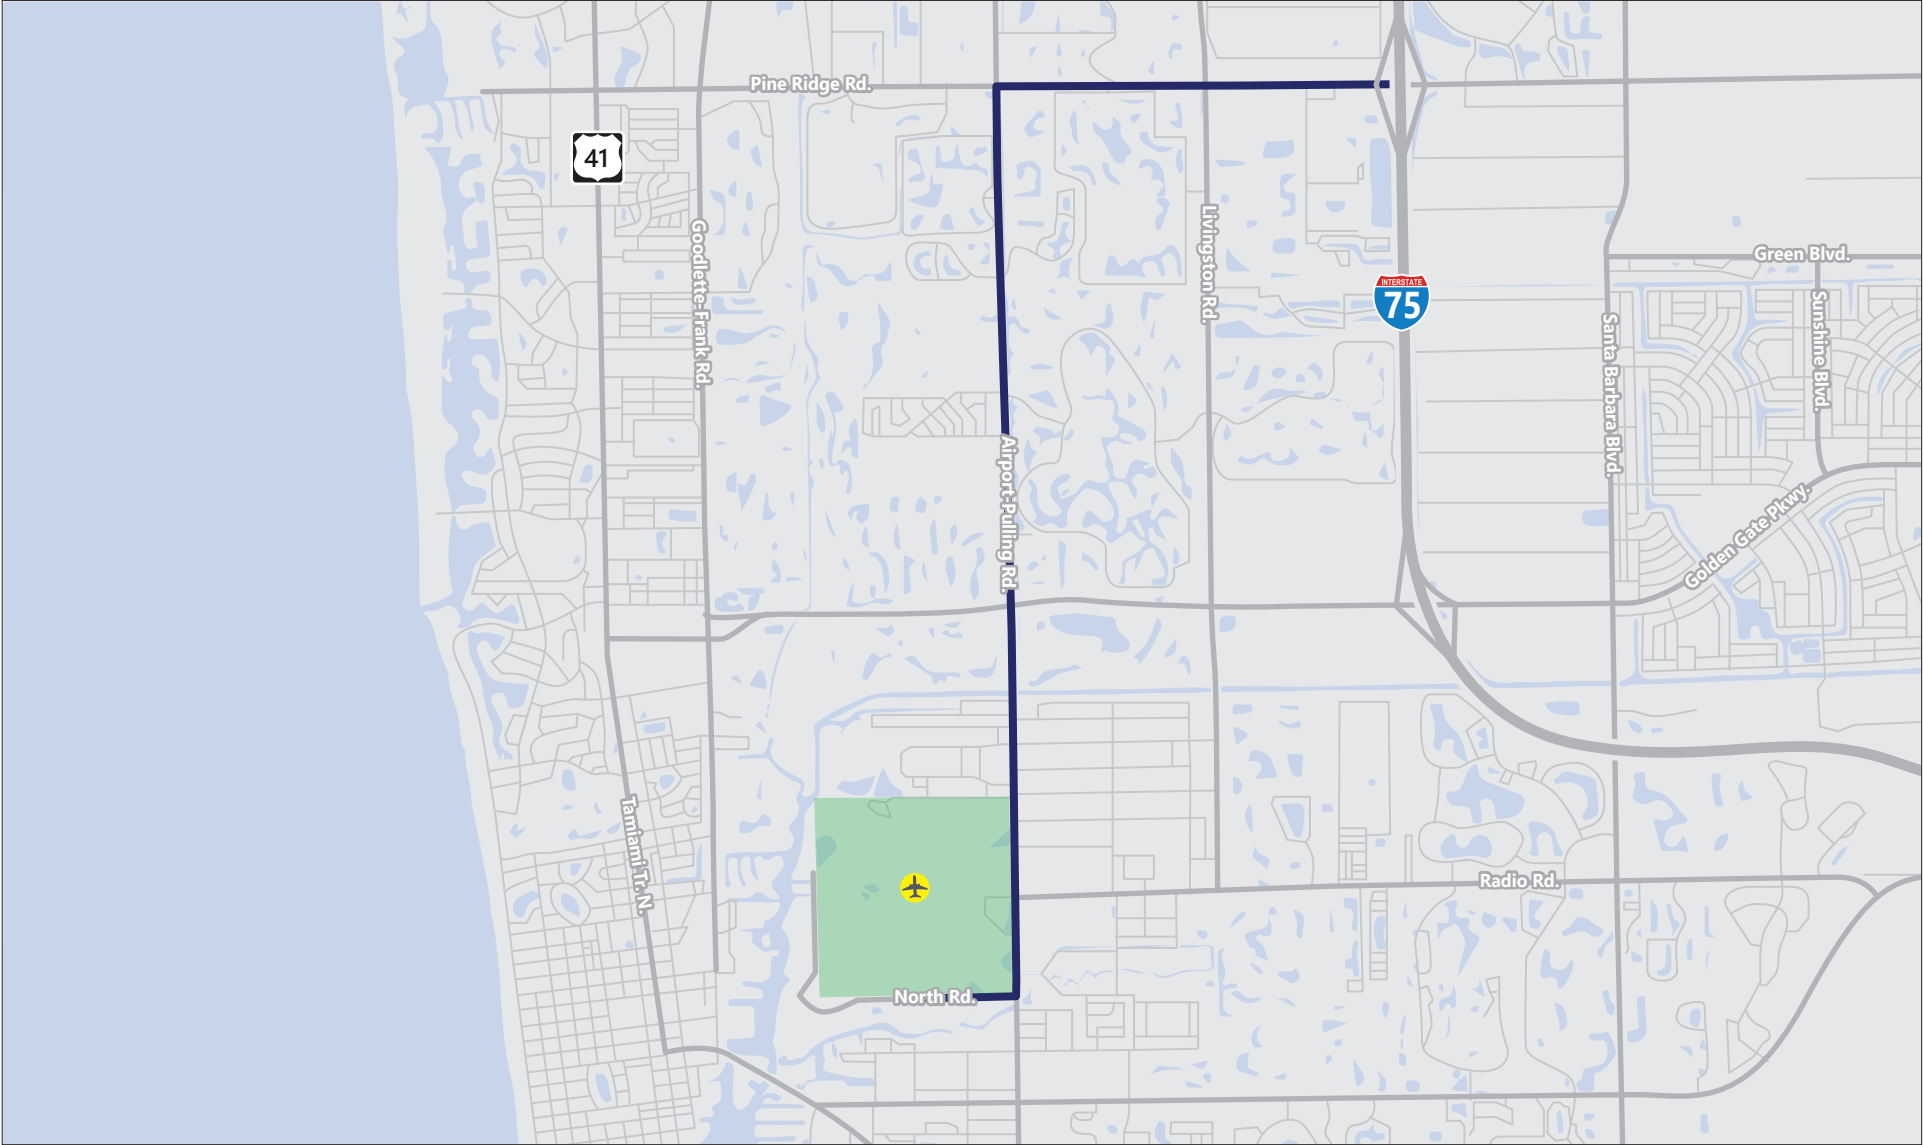 Pine Ridge Rd.
41
Goodlette-Frank Rd.
Livingston Rd.
Green Blvd.
INTERSTATE
75
Sunshine Blvd.
Santa Barbara Blvd.
Airport-Pulling Rd.
Golden Gate Pkwy.
Tamiami Tr. N.
Radio Rd.
North Rd.